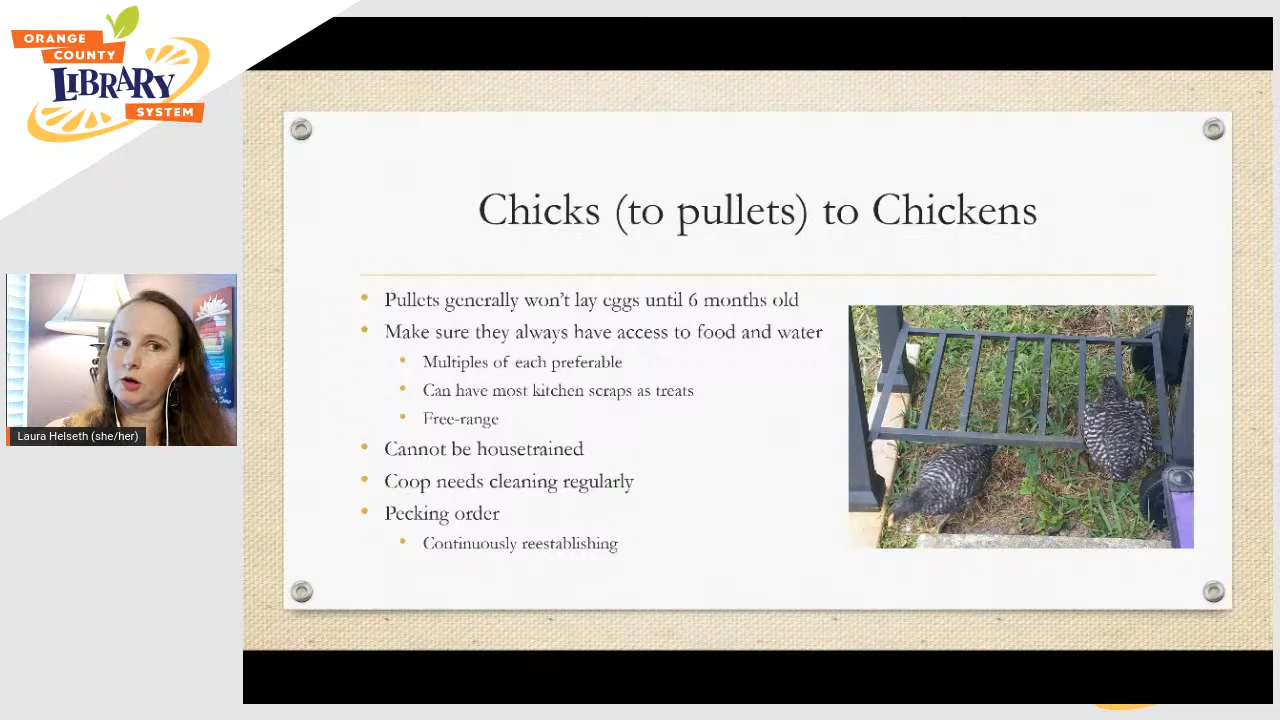 ORANGE
COUNTY
LIBRARY
SYSTEM
Chicks (to pullets) to Chickens
Pullets generally won't lay eggs until 6 months old
Make sure they always have access to food and water
Multiples of each preferable
Can have most kitchen scraps as treats
Free-range
Cannot be housetrained
Coop needs cleaning regularly
Pecking order
Continuously reestablishing
Laura Helseth (she/her)